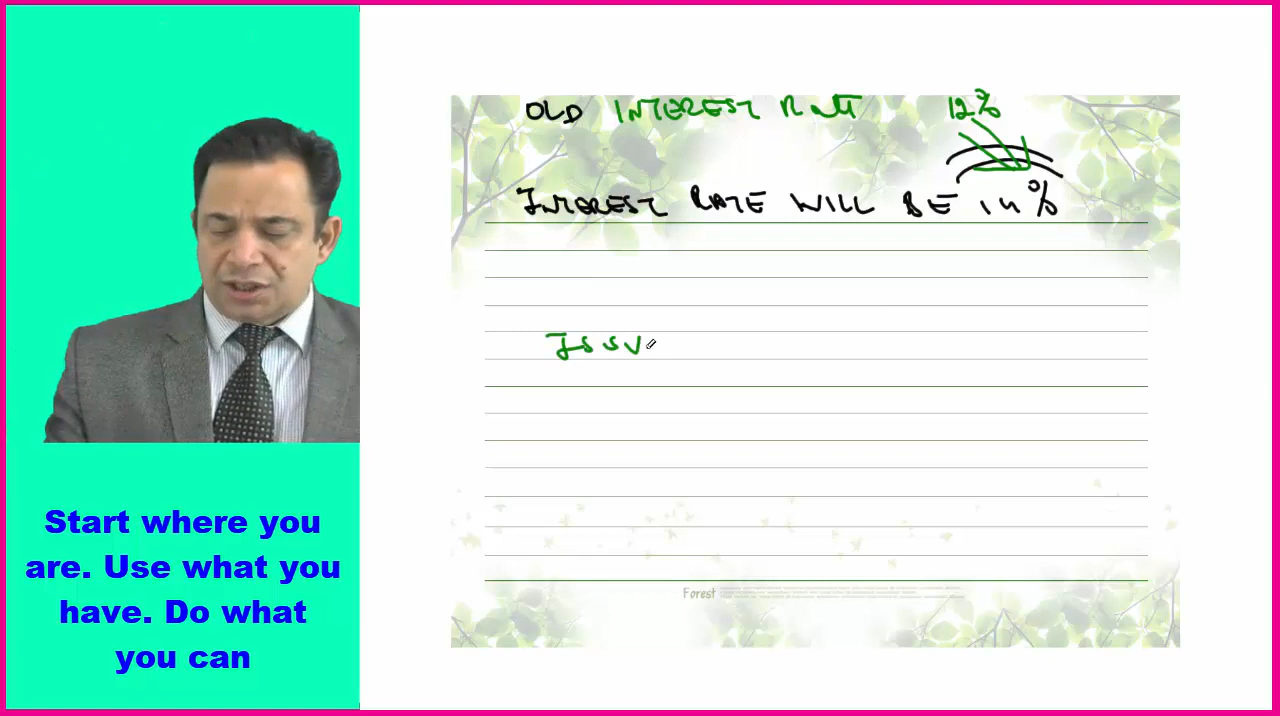 OLD INTEREST RATE 12%
INTEREST RATE WILL BE 14%
ISSU
Forest
Start where you
are. Use what you
have. Do what
you can